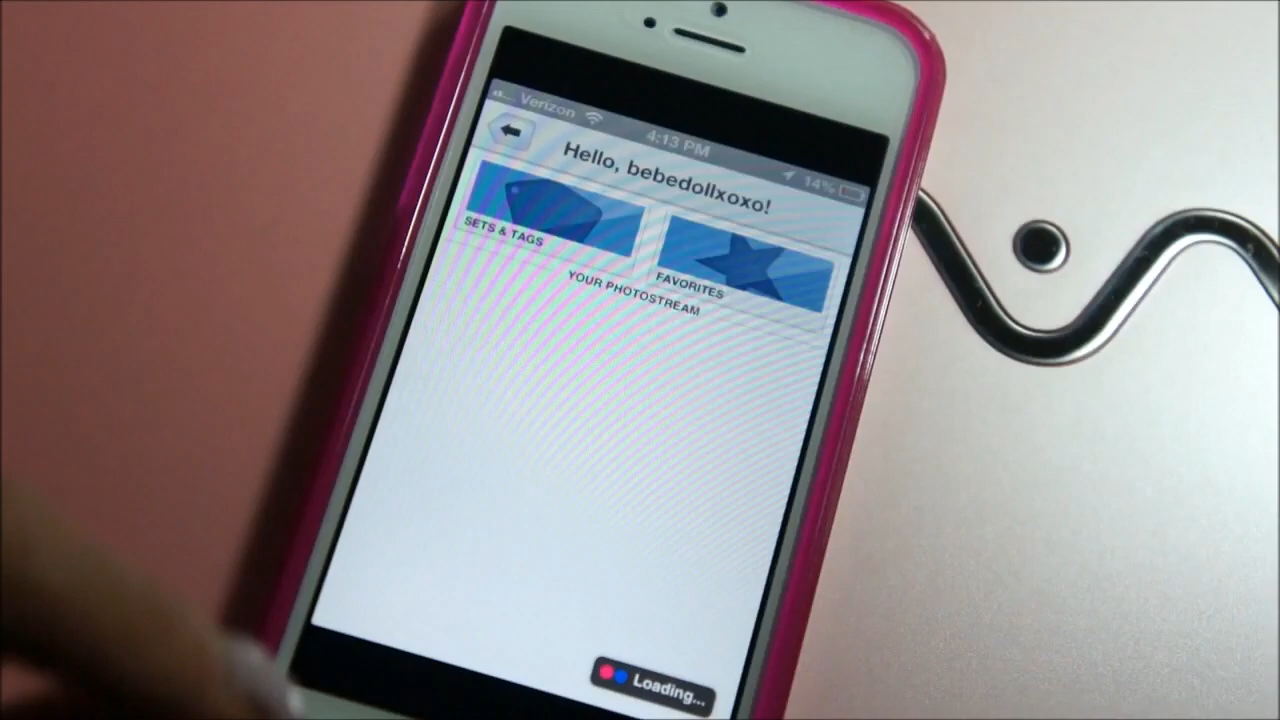 Verizon
4:13 PM
14%
Hello, bebedollxoxo!
SETS & TAGS
FAVORITES
YOUR PHOTOSTREAM
Loading...